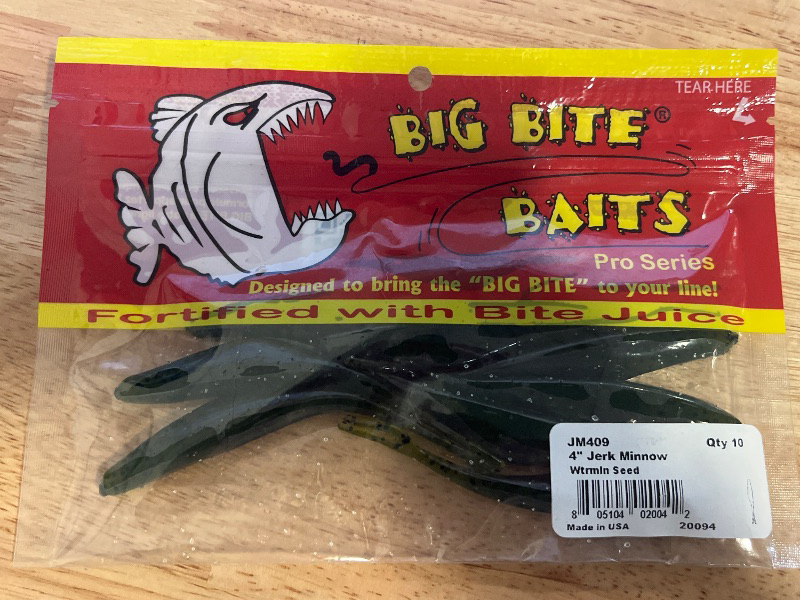 TEAR HERE
BIG BITE®
BAITS
Pro Series
Designed to bring the "BIG BITE" to your line!
Fortified with Bite Juice
JM409 Qty 10
4" Jerk Minnow
Wtrmln Seed
8 05104 02004 2
Made in USA 20094